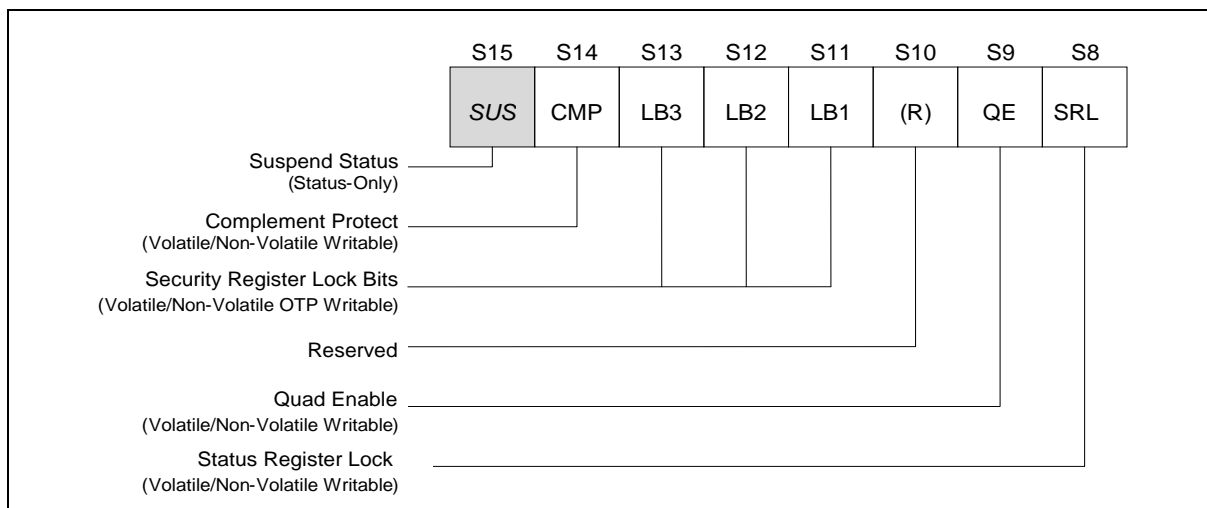 S15 S14 S13 S12 S11 S10 S9 S8
SUS CMP LB3 LB2 LB1 (R) QE SRL
Suspend Status
(Status-Only)
Complement Protect
(Volatile/Non-Volatile Writable)
Security Register Lock Bits
(Volatile/Non-Volatile OTP Writable)
Reserved
Quad Enable
(Volatile/Non-Volatile Writable)
Status Register Lock
(Volatile/Non-Volatile Writable)